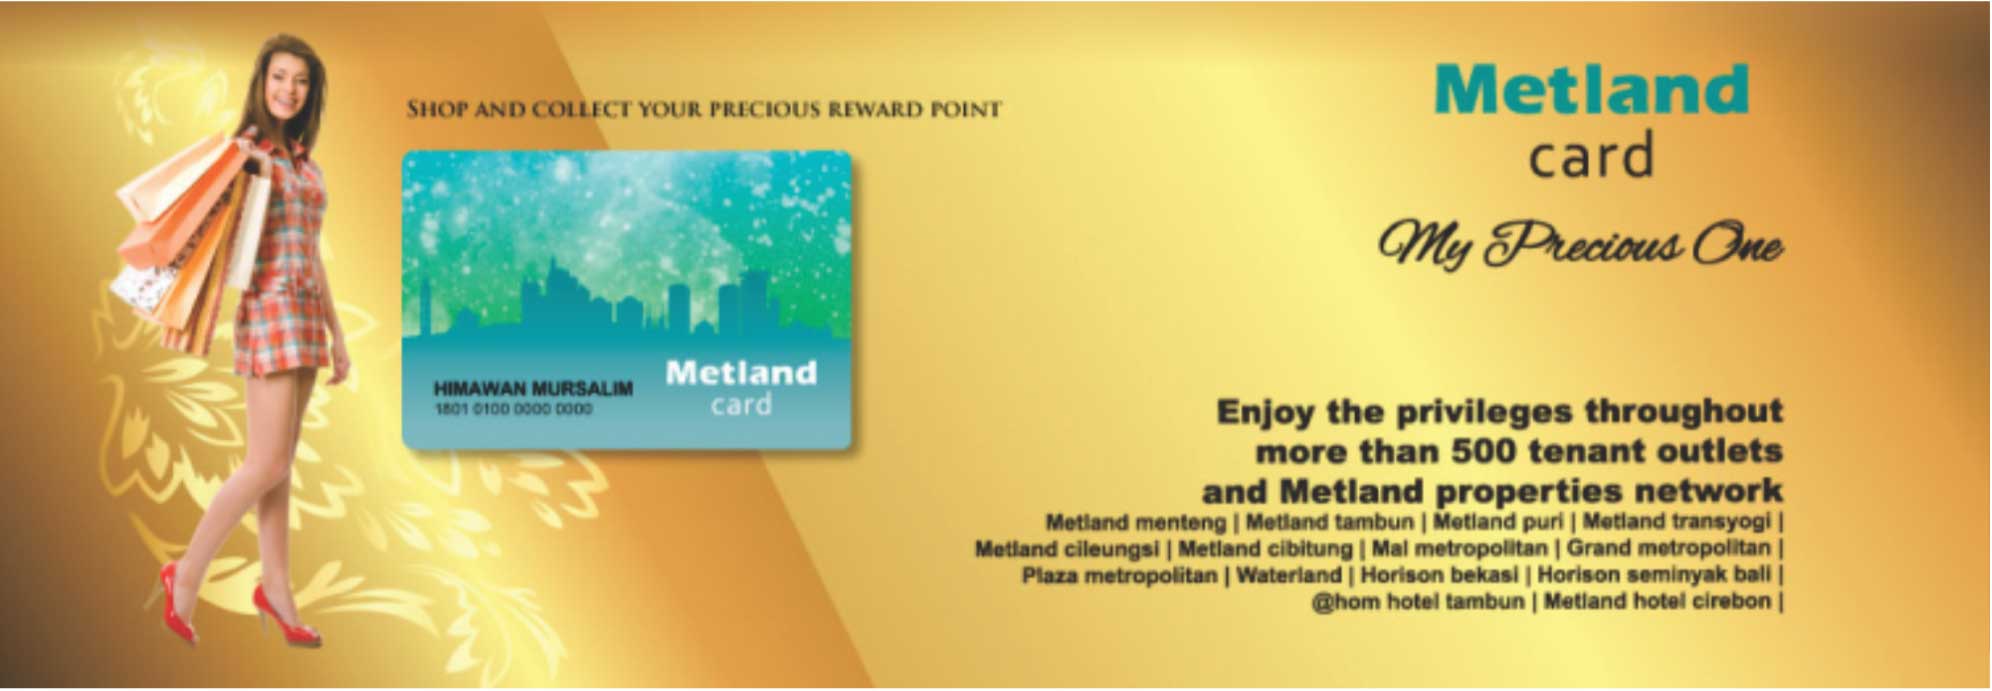 SHOP AND COLLECT YOUR PRECIOUS REWARD POINT
HIMAWAN MURSALIM
1801 0100 0000 0000
Metland
card
Metland
card
My Precious One
Enjoy the privileges throughout
more than 500 tenant outlets
and Metland properties network
Metland menteng | Metland tambun | Metland puri | Metland transyogi |
Metland cileungsi | Metland cibitung | Mal metropolitan | Grand metropolitan |
Plaza metropolitan | Waterland | Horison bekasi | Horison seminyak bali |
@hom hotel tambun | Metland hotel cirebon |